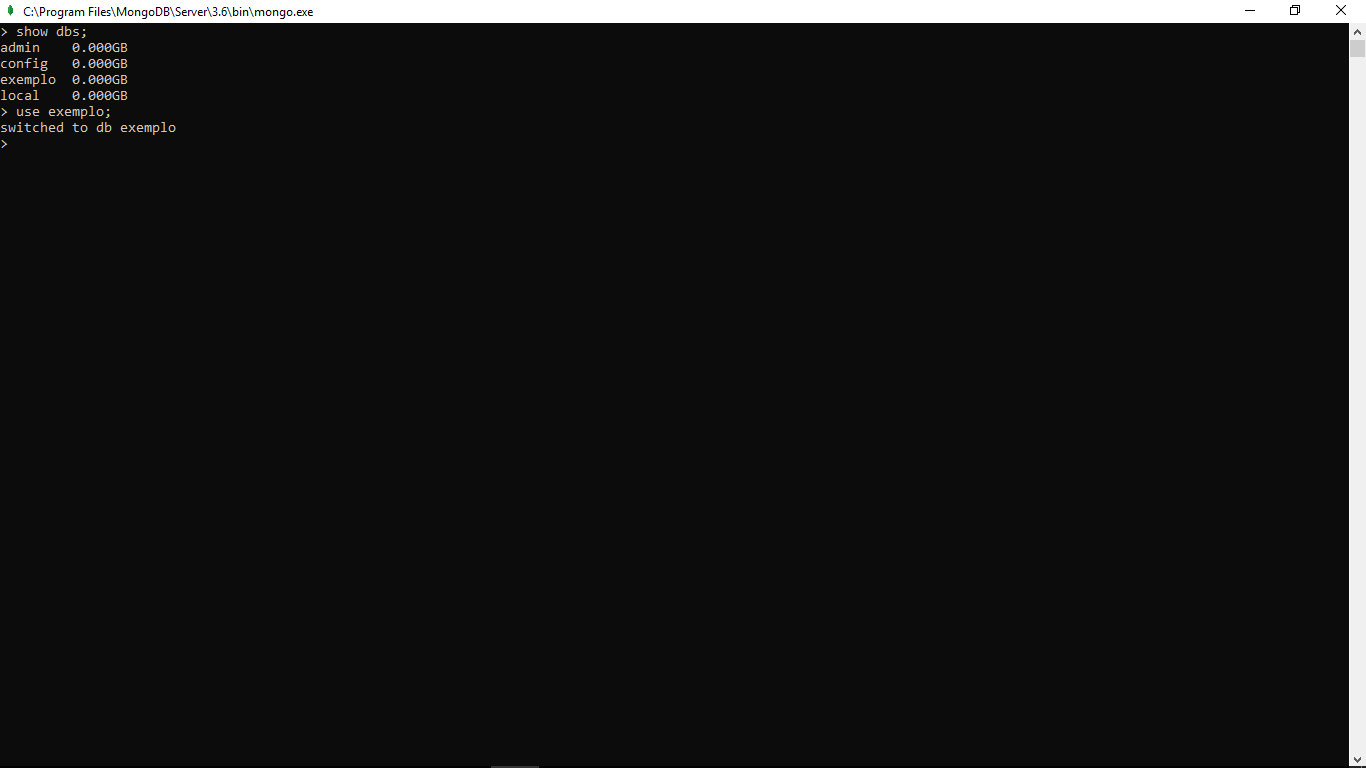 C:\Program Files\MongoDB\Server\3.6\bin\mongo.exe
> show dbs;
admin    0.000GB
config   0.000GB
exemplo  0.000GB
local    0.000GB
> use exemplo;
switched to db exemplo
>